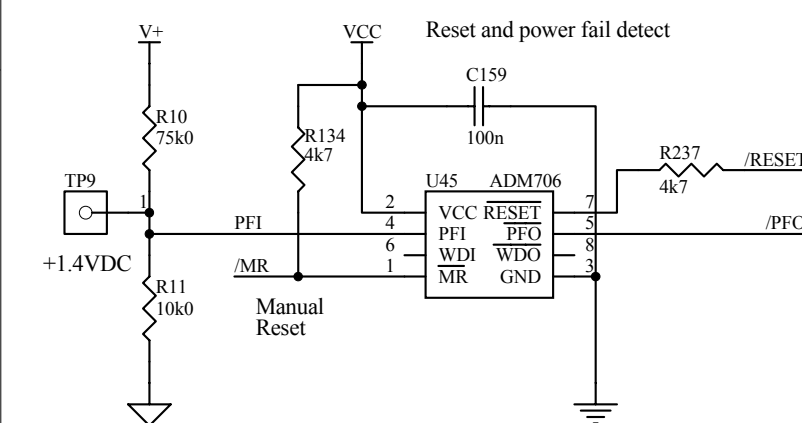 V+
VCC
Reset and power fail detect
C159
100n
R10
75k0
R134
4k7
R237
4k7
/RESET
TP9
1
U45
ADM706
2
VCC
RESET
7
PFI
4
PFI
PFO
5
/PFO
6
WDI
WDO
8
+1.4VDC
/MR
1
MR
GND
3
R11
10k0
Manual
Reset